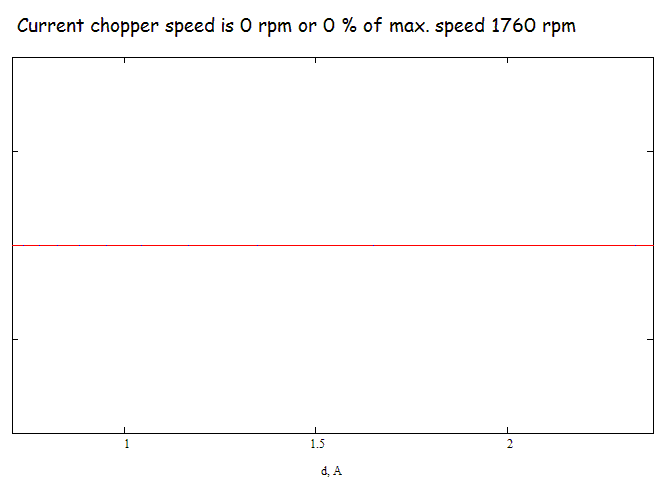 Current chopper speed is 0 rpm or 0 % of max. speed 1760 rpm
1 1.5 2
d, A